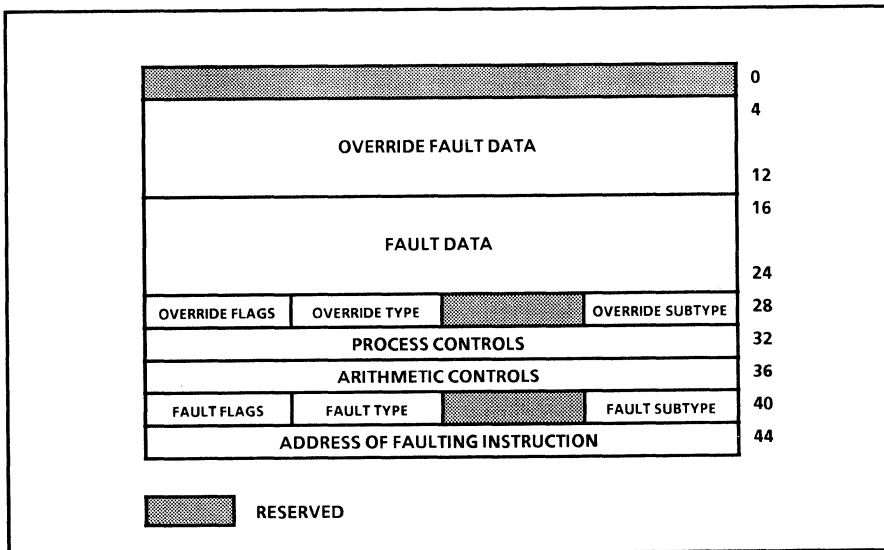 0
4
OVERRIDE FAULT DATA
12
16
FAULT DATA
24
OVERRIDE FLAGS OVERRIDE TYPE OVERRIDE SUBTYPE 28
PROCESS CONTROLS 32
ARITHMETIC CONTROLS 36
FAULT FLAGS FAULT TYPE FAULT SUBTYPE 40
ADDRESS OF FAULTING INSTRUCTION 44
RESERVED